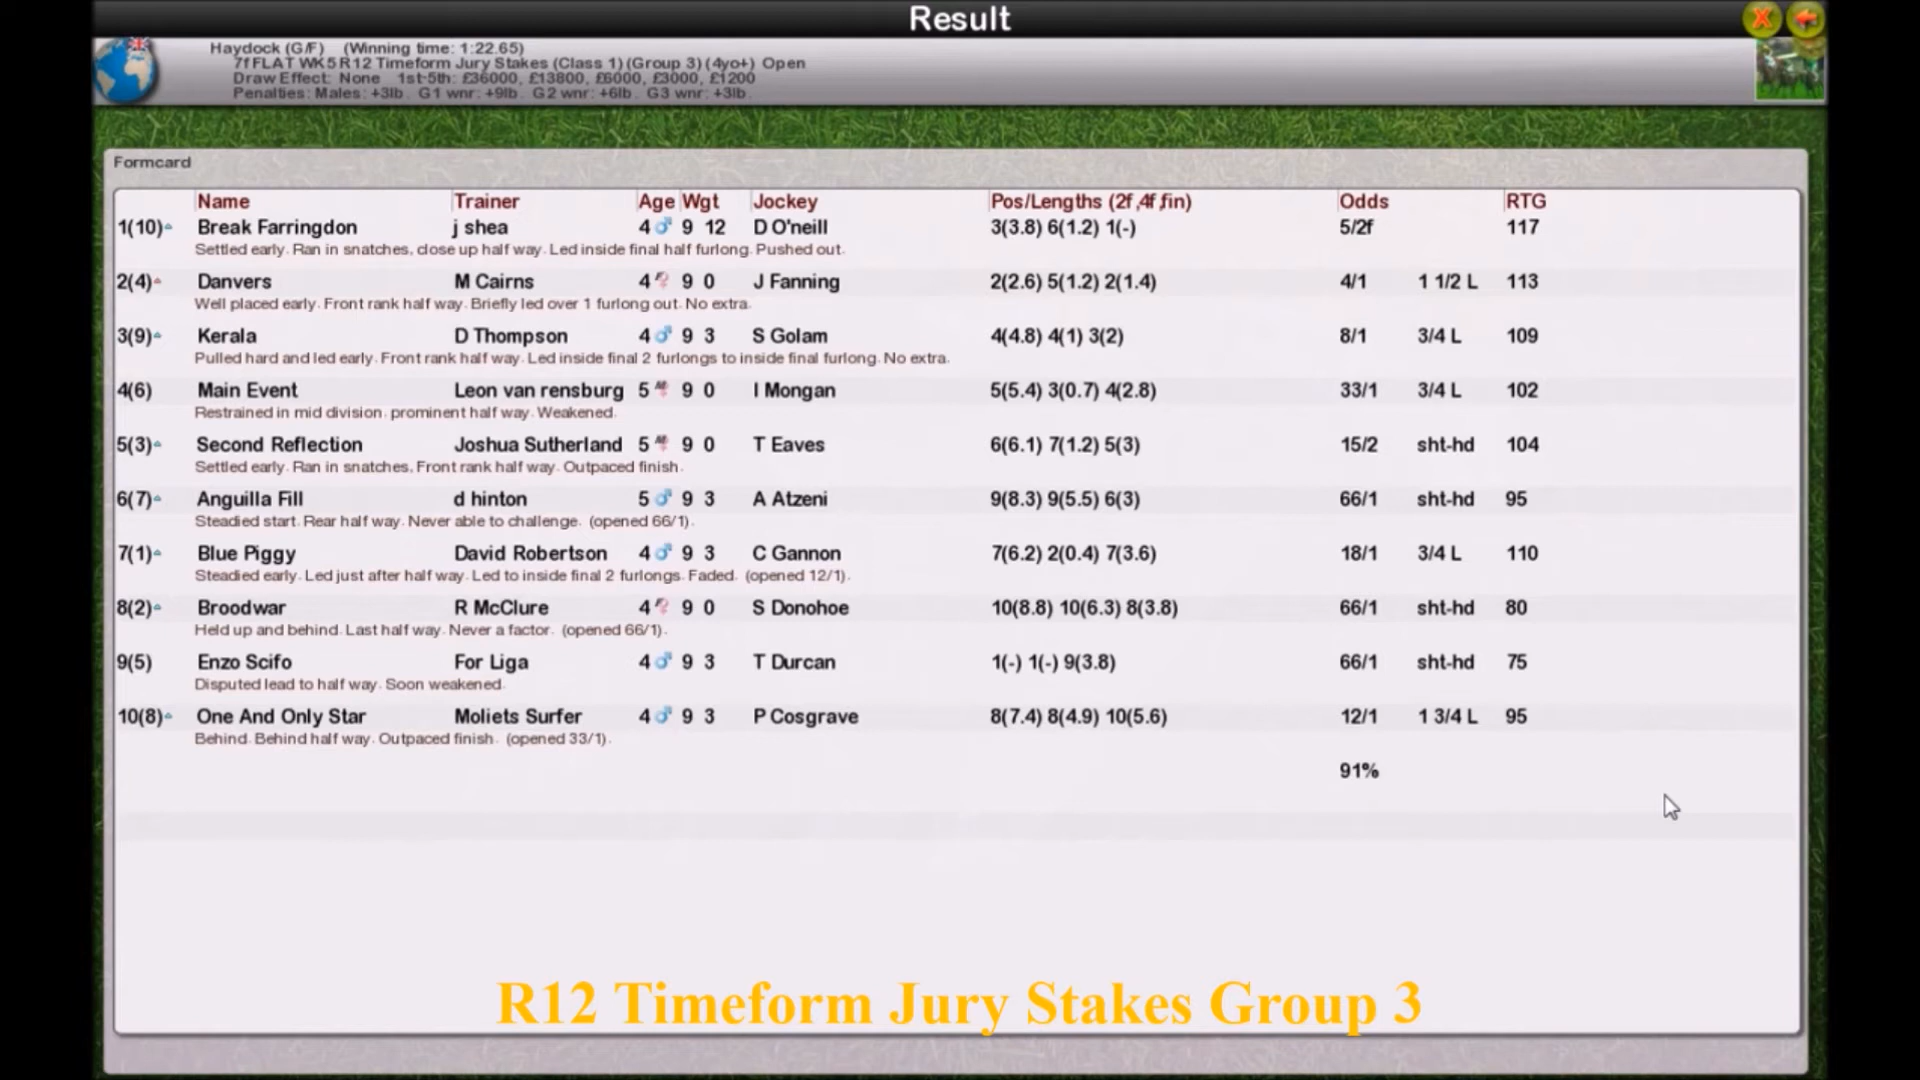 Result
Haydock (G/F) (Winning time: 1:22.65)
7f FLAT WK5 R12 Timeform Jury Stakes (Class 1) (Group 3) (4yo+) Open
Draw Effect: None 1st-5th: £36000, £13800, £6000, £3000, £1200
Penalties: Males: +3lb. G1 wnr: +9lb. G2 wnr: +6lb. G3 wnr: +3lb.
Formcard
Name Trainer Age Wgt Jockey Pos/Lengths (2f,4f,fin) Odds RTG
1(10) Break Farringdon j shea 4 9 12 D O'neill 3(3.8) 6(1.2) 1(-) 5/2f 117
Settled early. Ran in snatches, close up half way. Led inside final half furlong. Pushed out.
2(4) Danvers M Cairns 4 9 0 J Fanning 2(2.6) 5(1.2) 2(1.4) 4/1 1 1/2 L 113
Well placed early. Front rank half way. Briefly led over 1 furlong out. No extra.
3(9) Kerala D Thompson 4 9 3 S Golam 4(4.8) 4(1) 3(2) 8/1 3/4 L 109
Pulled hard and led early. Front rank half way. Led inside final 2 furlongs to inside final furlong. No extra.
4(6) Main Event Leon van rensburg 5 9 0 I Mongan 5(5.4) 3(0.7) 4(2.8) 33/1 3/4 L 102
Restrained in mid division. prominent half way. Weakened.
5(3) Second Reflection Joshua Sutherland 5 9 0 T Eaves 6(6.1) 7(1.2) 5(3) 15/2 sht-hd 104
Settled early. Ran in snatches, Front rank half way. Outpaced finish.
6(7) Anguilla Fill d hinton 5 9 3 A Atzeni 9(8.3) 9(5.5) 6(3) 66/1 sht-hd 95
Steadied start. Rear half way. Never able to challenge. (opened 66/1).
7(1) Blue Piggy David Robertson 4 9 3 C Gannon 7(6.2) 2(0.4) 7(3.6) 18/1 3/4 L 110
Steadied early. Led just after half way. Led to inside final 2 furlongs. Faded. (opened 12/1).
8(2) Broodwar R McClure 4 9 0 S Donohoe 10(8.8) 10(6.3) 8(3.8) 66/1 sht-hd 80
Held up and behind. Last half way. Never a factor. (opened 66/1).
9(5) Enzo Scifo For Liga 4 9 3 T Durcan 1(-) 1(-) 9(3.8) 66/1 sht-hd 75
Disputed lead to half way. Soon weakened.
10(8) One And Only Star Moliets Surfer 4 9 3 P Cosgrave 8(7.4) 8(4.9) 10(5.6) 12/1 1 3/4 L 95
Behind. Behind half way. Outpaced finish. (opened 33/1).
91%
R12 Timeform Jury Stakes Group 3